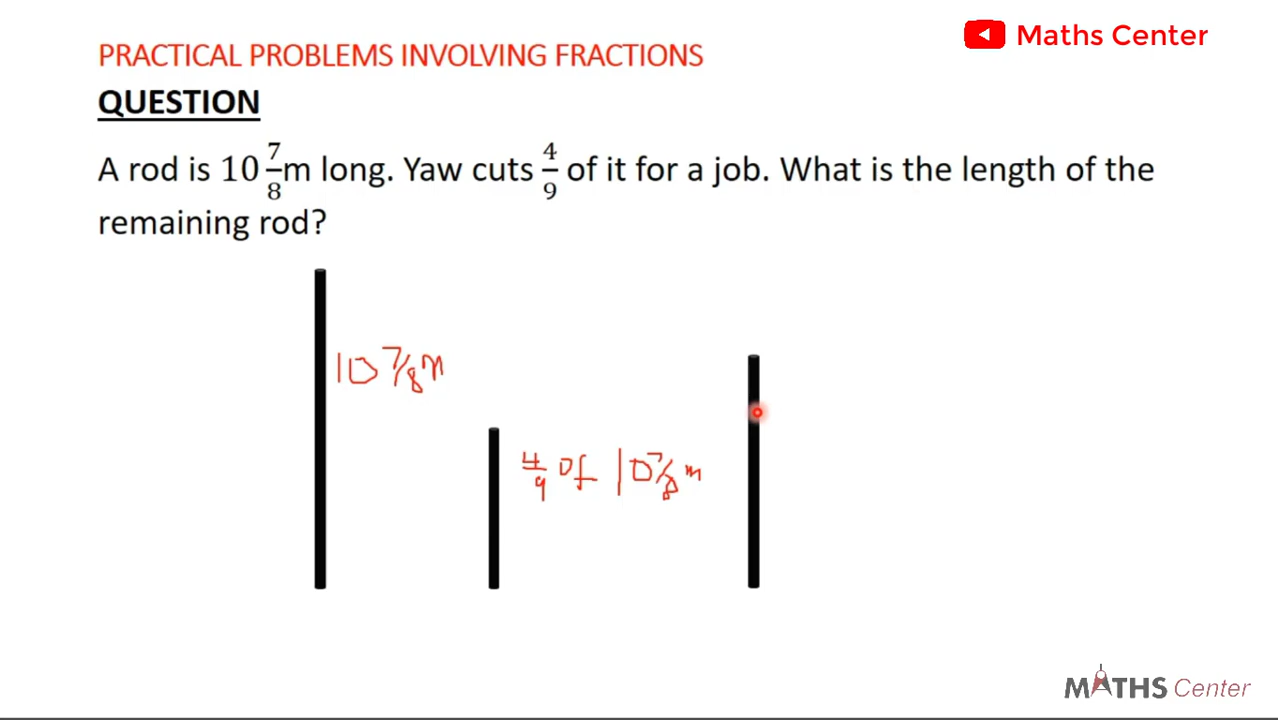 Maths Center
PRACTICAL PROBLEMS INVOLVING FRACTIONS
QUESTION
A rod is 10 7/8m long. Yaw cuts 4/9 of it for a job. What is the length of the
remaining rod?
10 7/8 m
4/9 of 10 7/8 m
MATHS Center